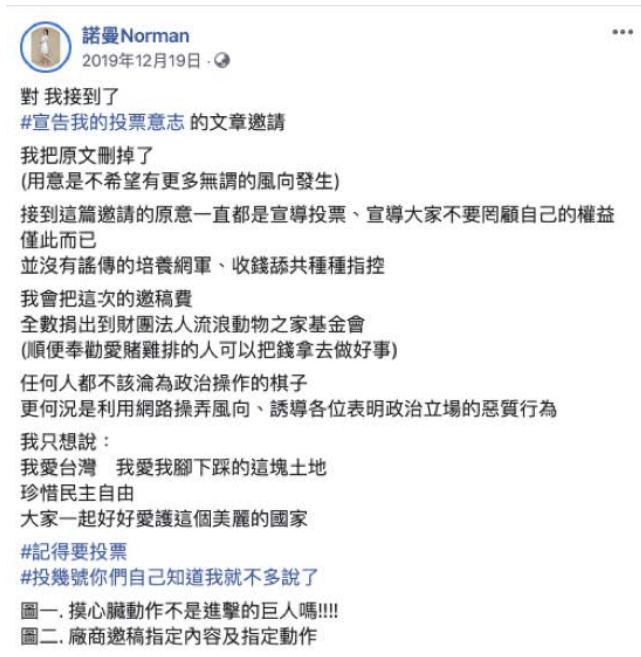 諾曼Norman
2019年12月19日
對 我接到了
#宣告我的投票意志 的文章邀請
我把原文刪掉了
(用意是不希望有更多無謂的風向發生)
接到這篇邀請的原意一直都是宣導投票、宣導大家不要罔顧自己的權益
僅此而已
並沒有謠傳的培養網軍、收錢舔共種種指控
我會把這次的邀稿費
全數捐出到財團法人流浪動物之家基金會
(順便奉勸愛賭雞排的人可以把錢拿去做好事)
任何人都不該淪為政治操作的棋子
更何況是利用網路操弄風向、誘導各位表明政治立場的惡質行為
我只想說：
我愛台灣　我愛我腳下踩的這塊土地
珍惜民主自由
大家一起好好愛護這個美麗的國家
#記得要投票
#投幾號你們自己知道我就不多說了
圖一. 摸心臟動作不是進擊的巨人嗎!!!!
圖二. 廠商邀稿指定內容及指定動作